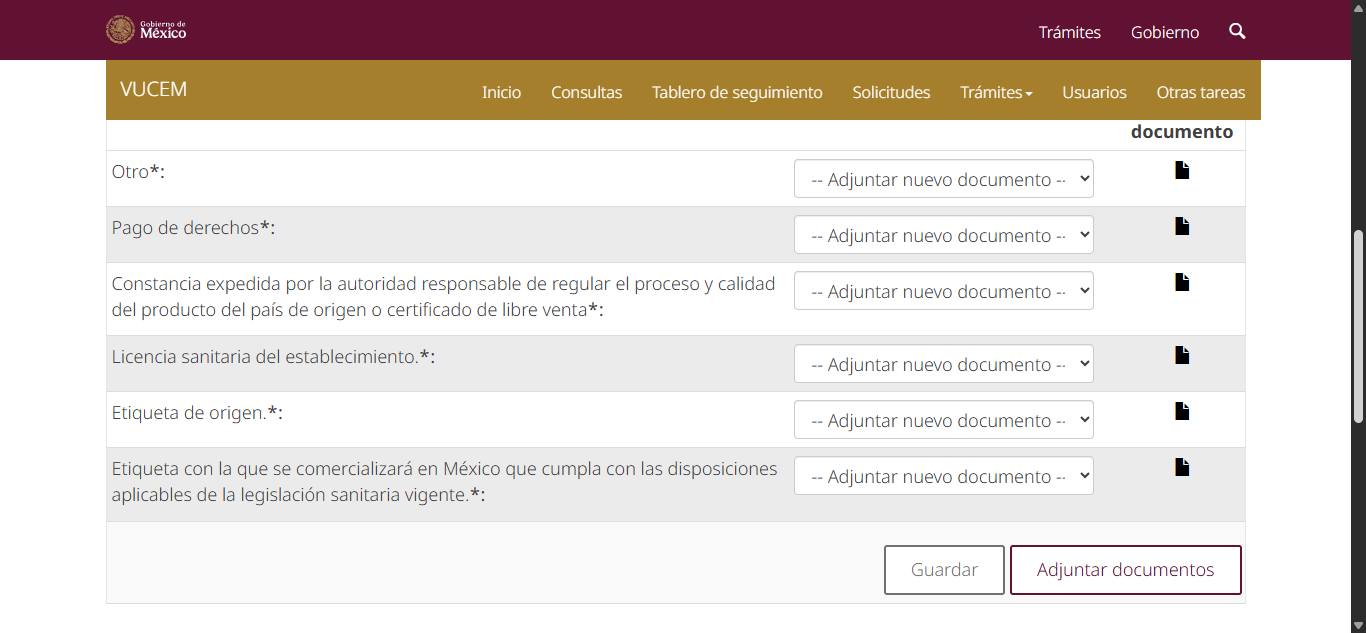 Gobierno de
México
Trámites
Gobierno
VUCEM
Inicio
Consultas
Tablero de seguimiento
Solicitudes
Trámites
Usuarios
Otras tareas
documento
Otro*:
-- Adjuntar nuevo documento --
Pago de derechos*:
-- Adjuntar nuevo documento --
Constancia expedida por la autoridad responsable de regular el proceso y calidad
del producto del país de origen o certificado de libre venta*:
-- Adjuntar nuevo documento --
Licencia sanitaria del establecimiento.*:
-- Adjuntar nuevo documento --
Etiqueta de origen.*:
-- Adjuntar nuevo documento --
Etiqueta con la que se comercializará en México que cumpla con las disposiciones
aplicables de la legislación sanitaria vigente.*:
-- Adjuntar nuevo documento --
Guardar
Adjuntar documentos